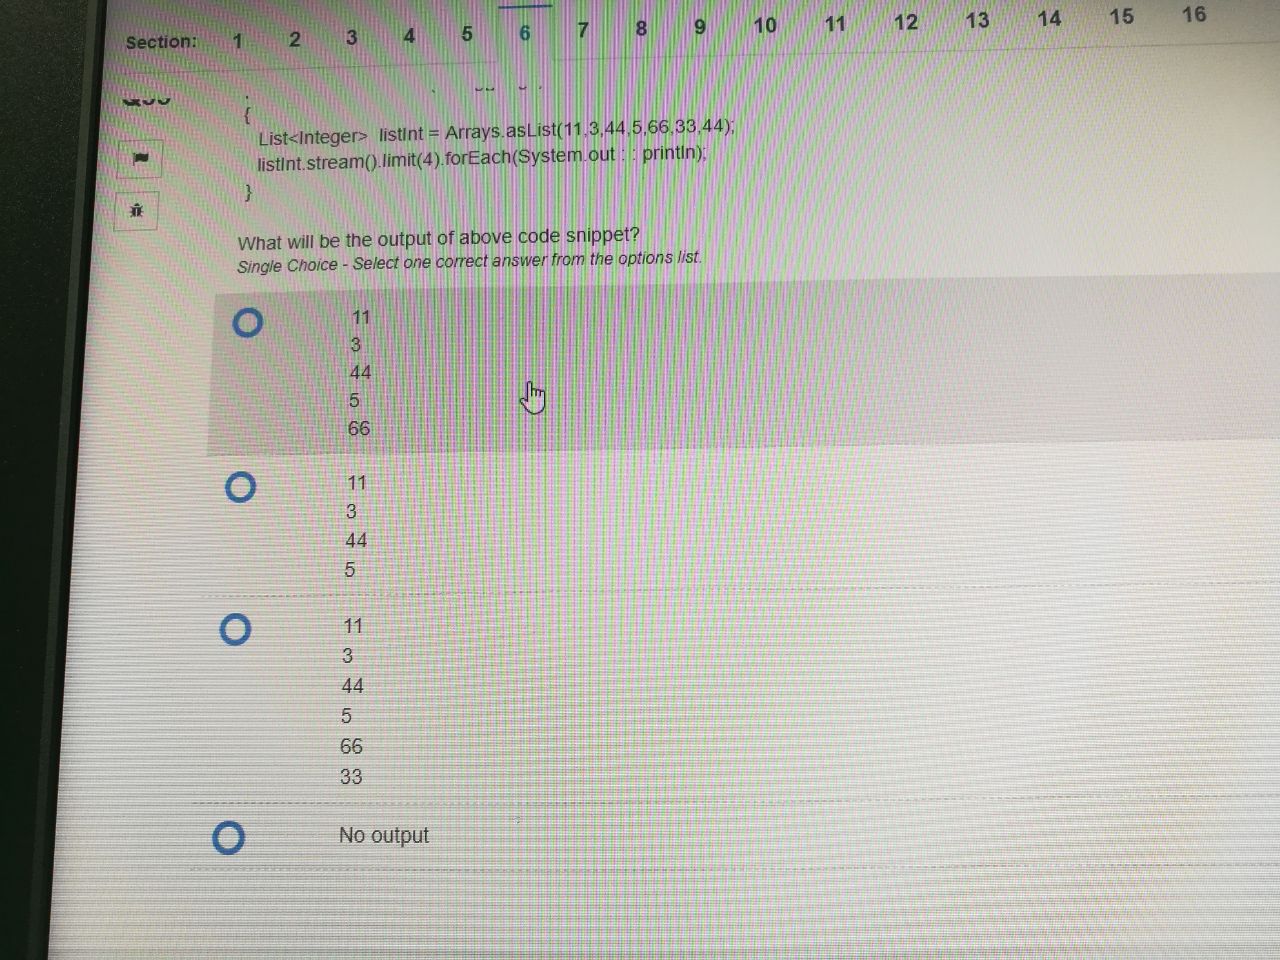 Section: 1 2 3 4 5 6 7 8 9 10 11 12 13 14 15 16
{
List<Integer> listInt = Arrays.asList(11,3,44,5,66,33,44);
listInt.stream().limit(4).forEach(System.out : : println);
}
What will be the output of above code snippet?
Single Choice - Select one correct answer from the options list.
11
3
44
5
66
11
3
44
5
11
3
44
5
66
33
No output